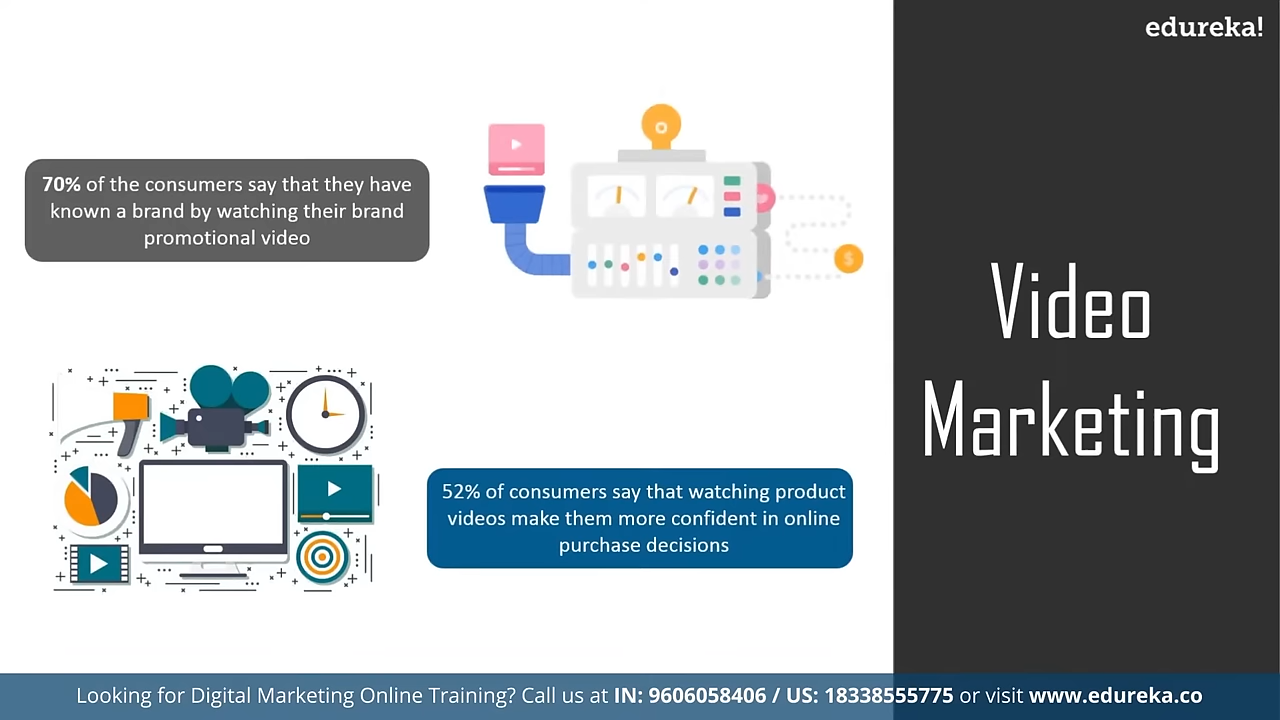 edureka!
70% of the consumers say that they have
known a brand by watching their brand
promotional video
Video
Marketing
52% of consumers say that watching product
videos make them more confident in online
purchase decisions
Looking for Digital Marketing Online Training? Call us at IN: 9606058406 / US: 18338555775 or visit www.edureka.co